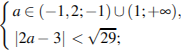 { a ∈ (−1,2; −1) ∪ (1; +∞),
|2a − 3| < √29;